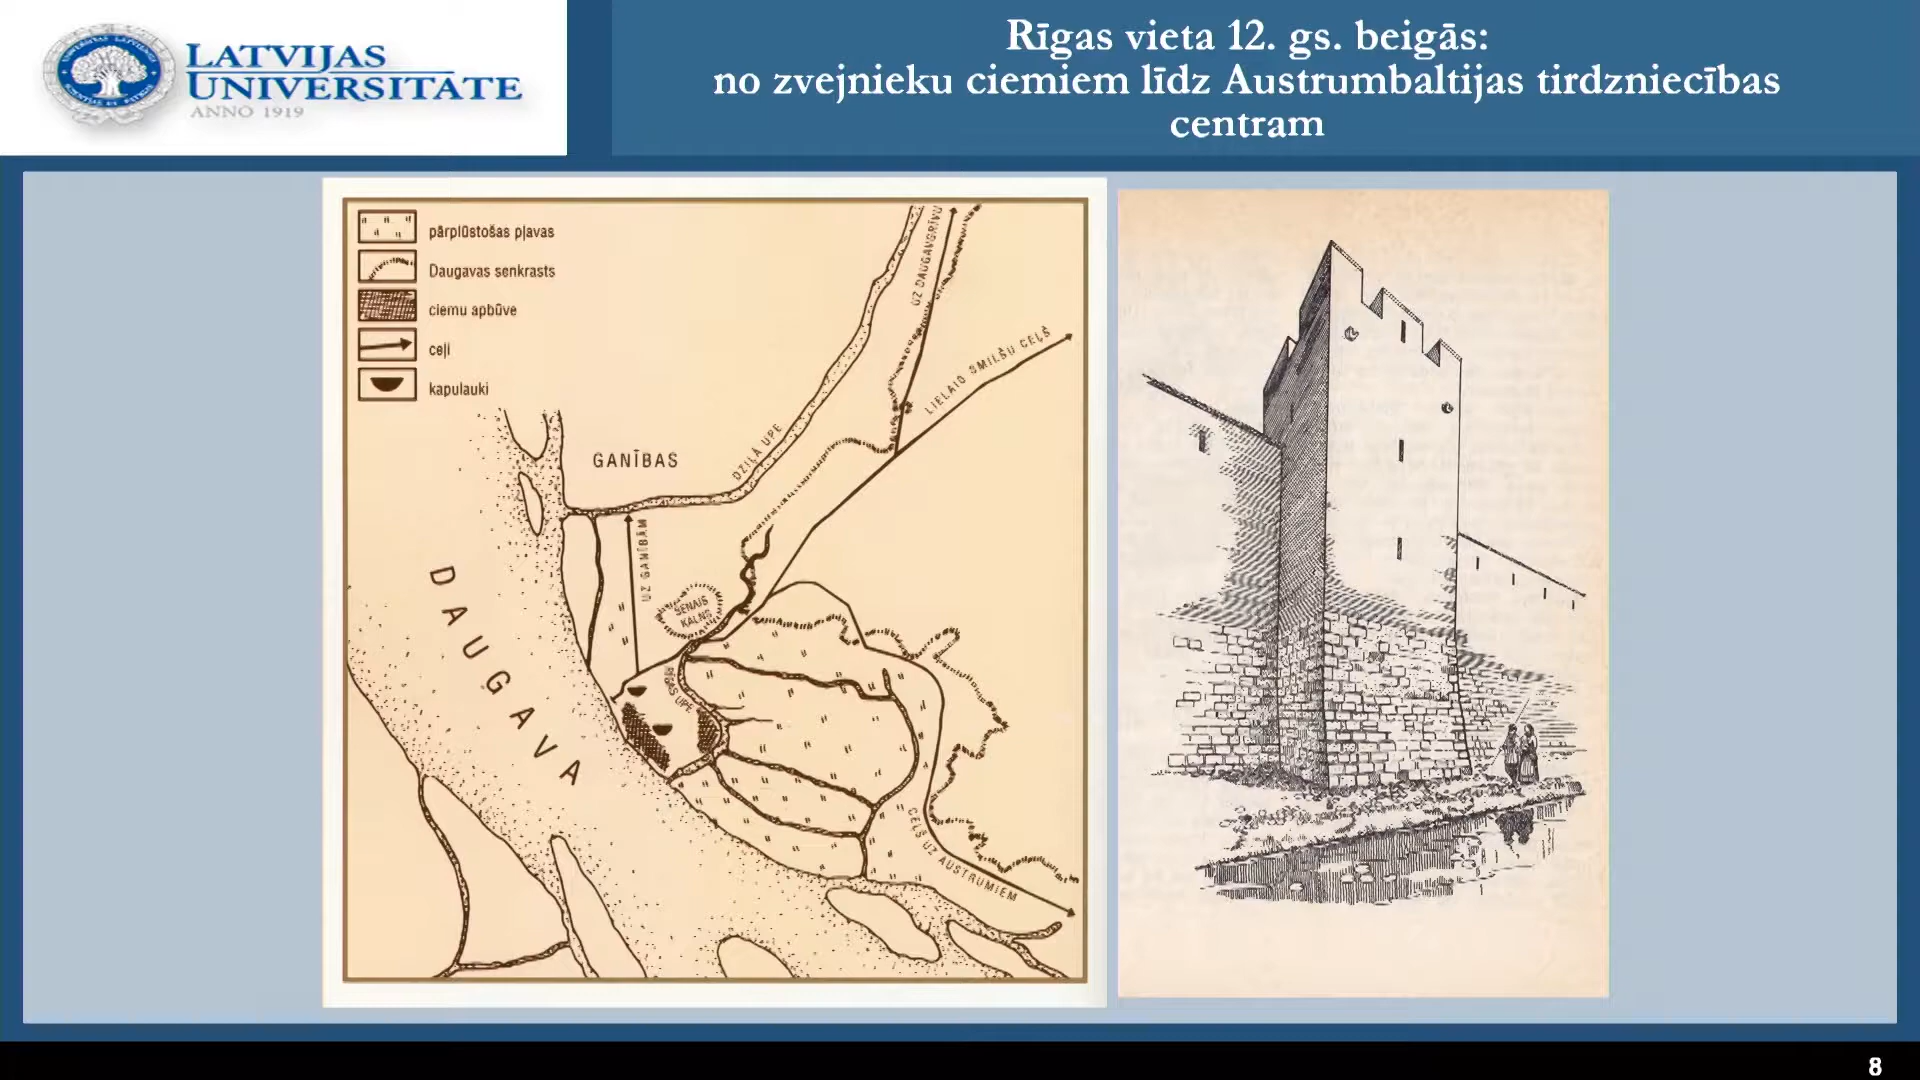 LATVIJAS
UNIVERSITĀTE
ANNO 1919
Rīgas vieta 12. gs. beigās:
no zvejnieku ciemiem līdz Austrumbaltijas tirdzniecības
centram
pārplūstošas pļavas
Daugavas senkrasts
ciemu apbūve
ceļi
kapulauki
UZ DAUGAVGRĪVU
LIELAIS SMILŠU CEĻŠ
DZIĻĀ UPE
GANĪBAS
UZ GANĪBĀM
SENAIS
KALNS
RĪGAS UPE
DAUGAVA
CEĻŠ UZ AUSTRUMIEM
8